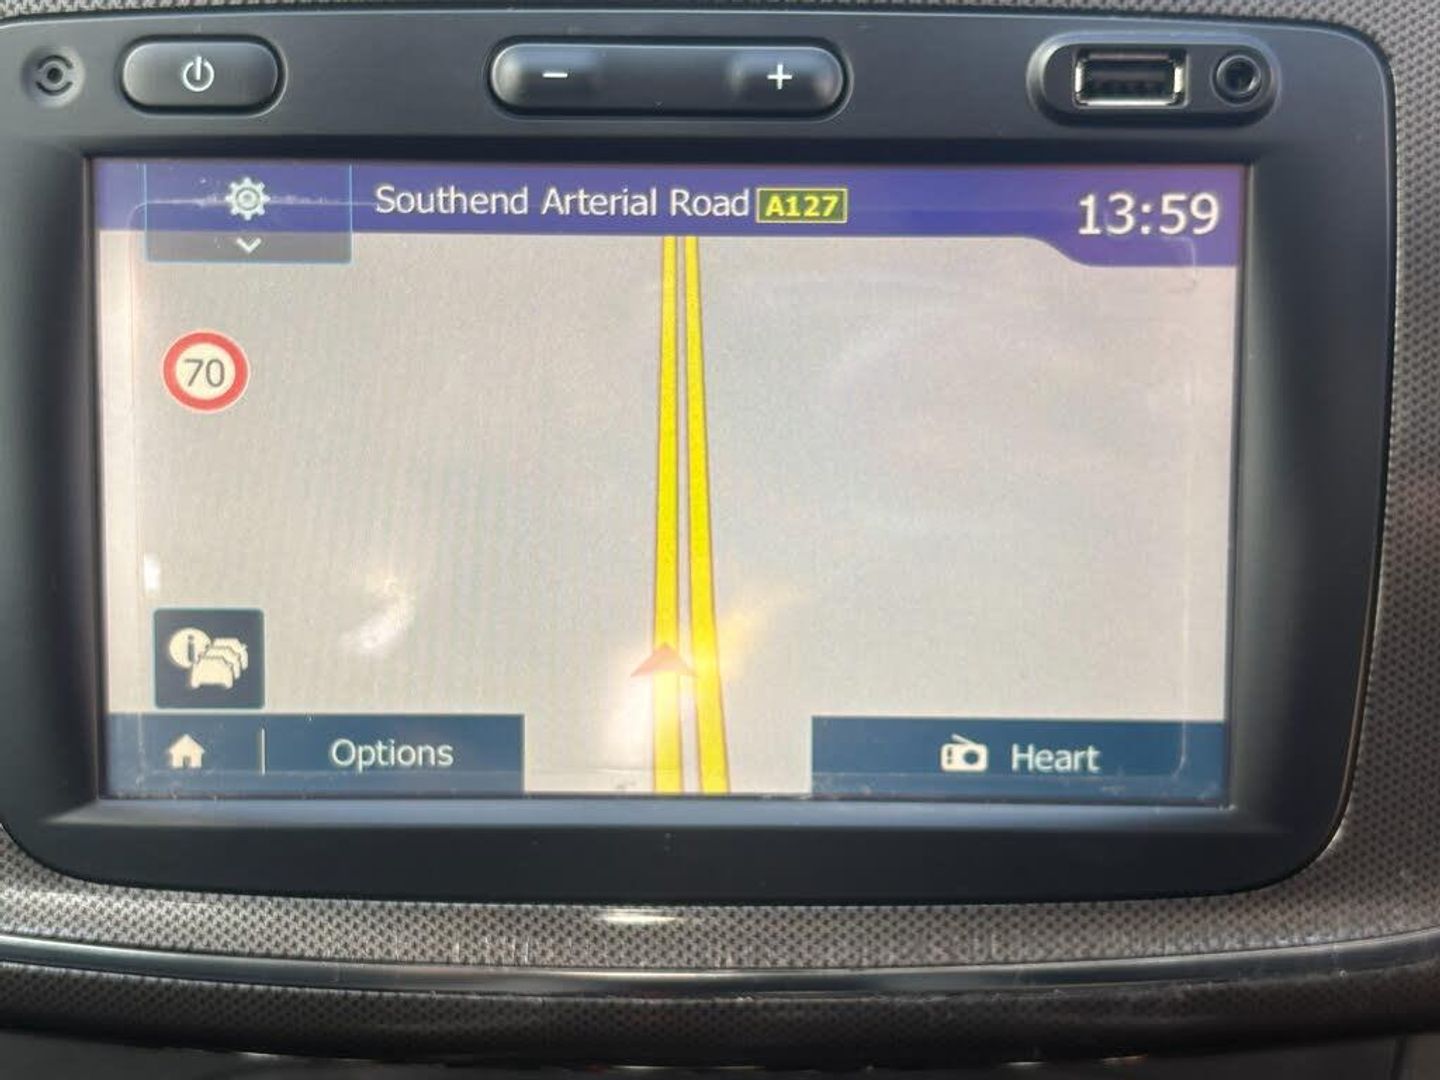 Southend Arterial Road A127
13:59
70
Options
Heart